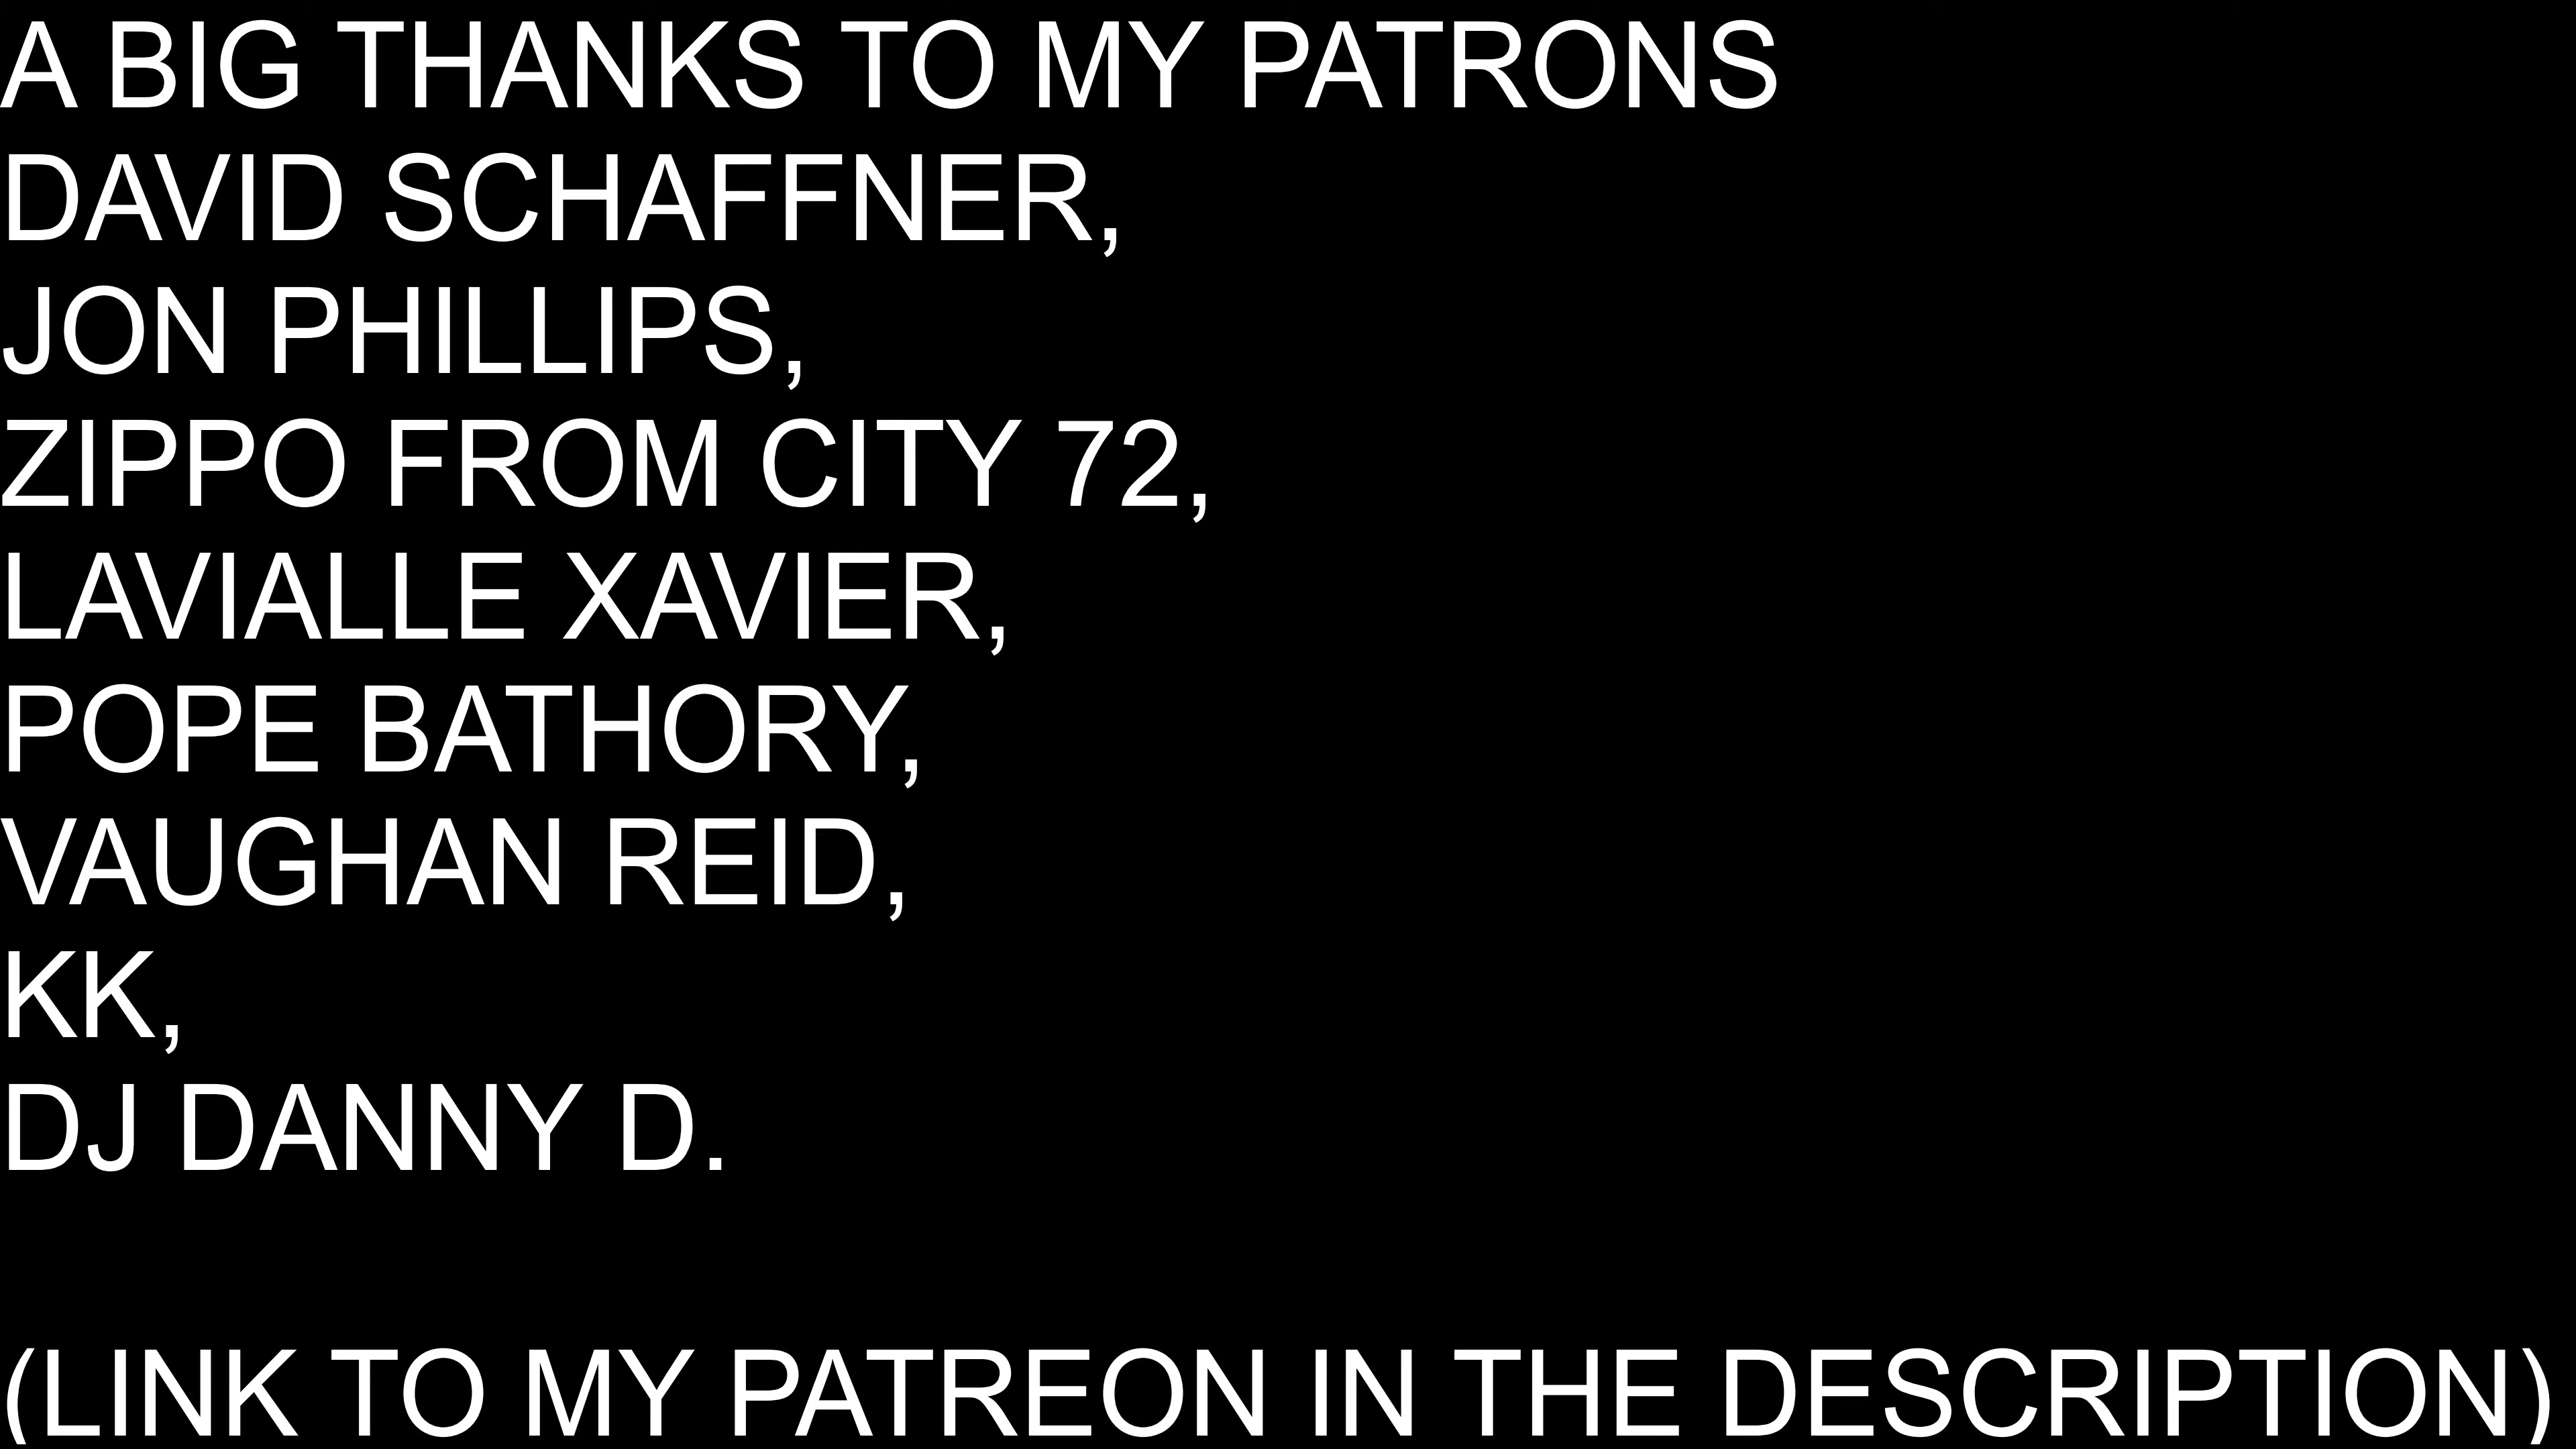 A BIG THANKS TO MY PATRONS
DAVID SCHAFFNER,
JON PHILLIPS,
ZIPPO FROM CITY 72,
LAVIALLE XAVIER,
POPE BATHORY,
VAUGHAN REID,
KK,
DJ DANNY D.
(LINK TO MY PATREON IN THE DESCRIPTION)